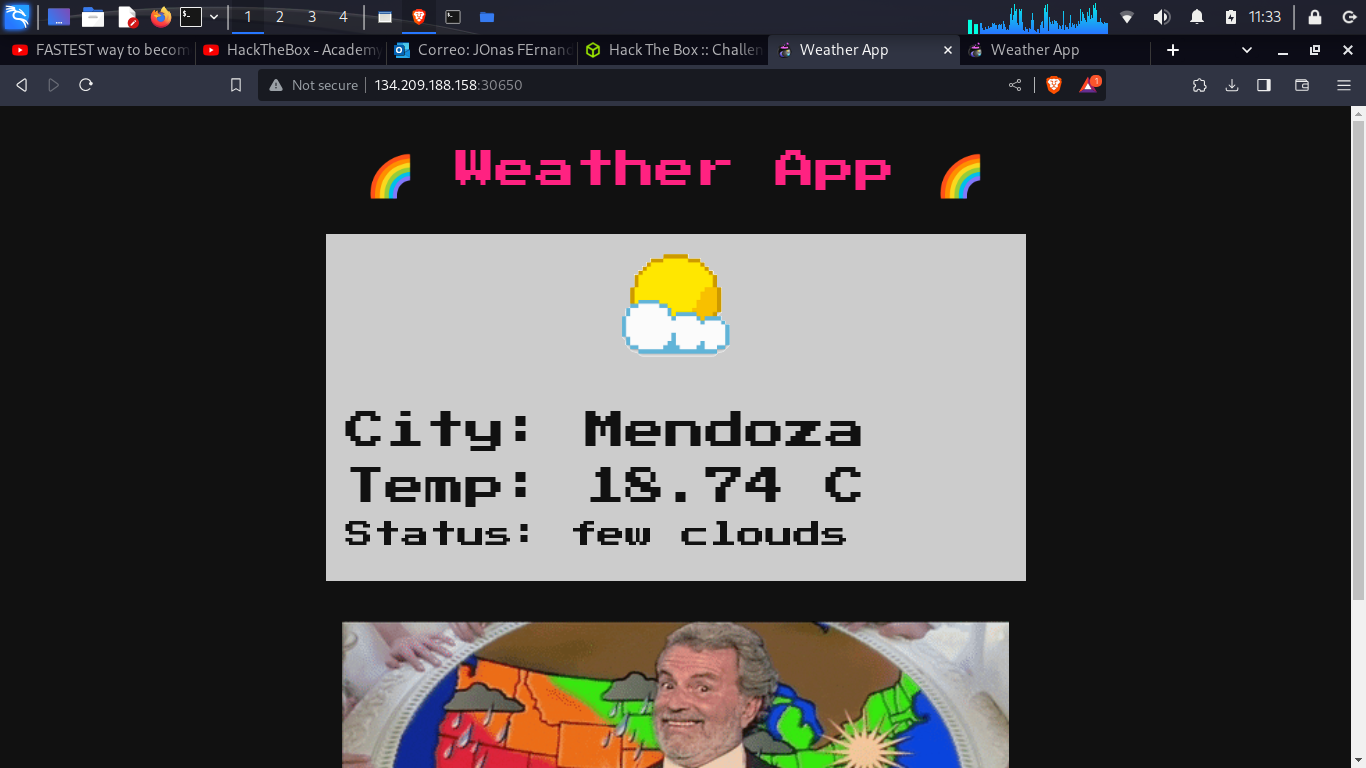 1 2 3 4 11:33
FASTEST way to becom HackTheBox - Academy Correo: JOnas FErnand Hack The Box :: Challen Weather App Weather App
Not secure 134.209.188.158:30650 1
Weather App
City: Mendoza
Temp: 18.74 C
Status: few clouds